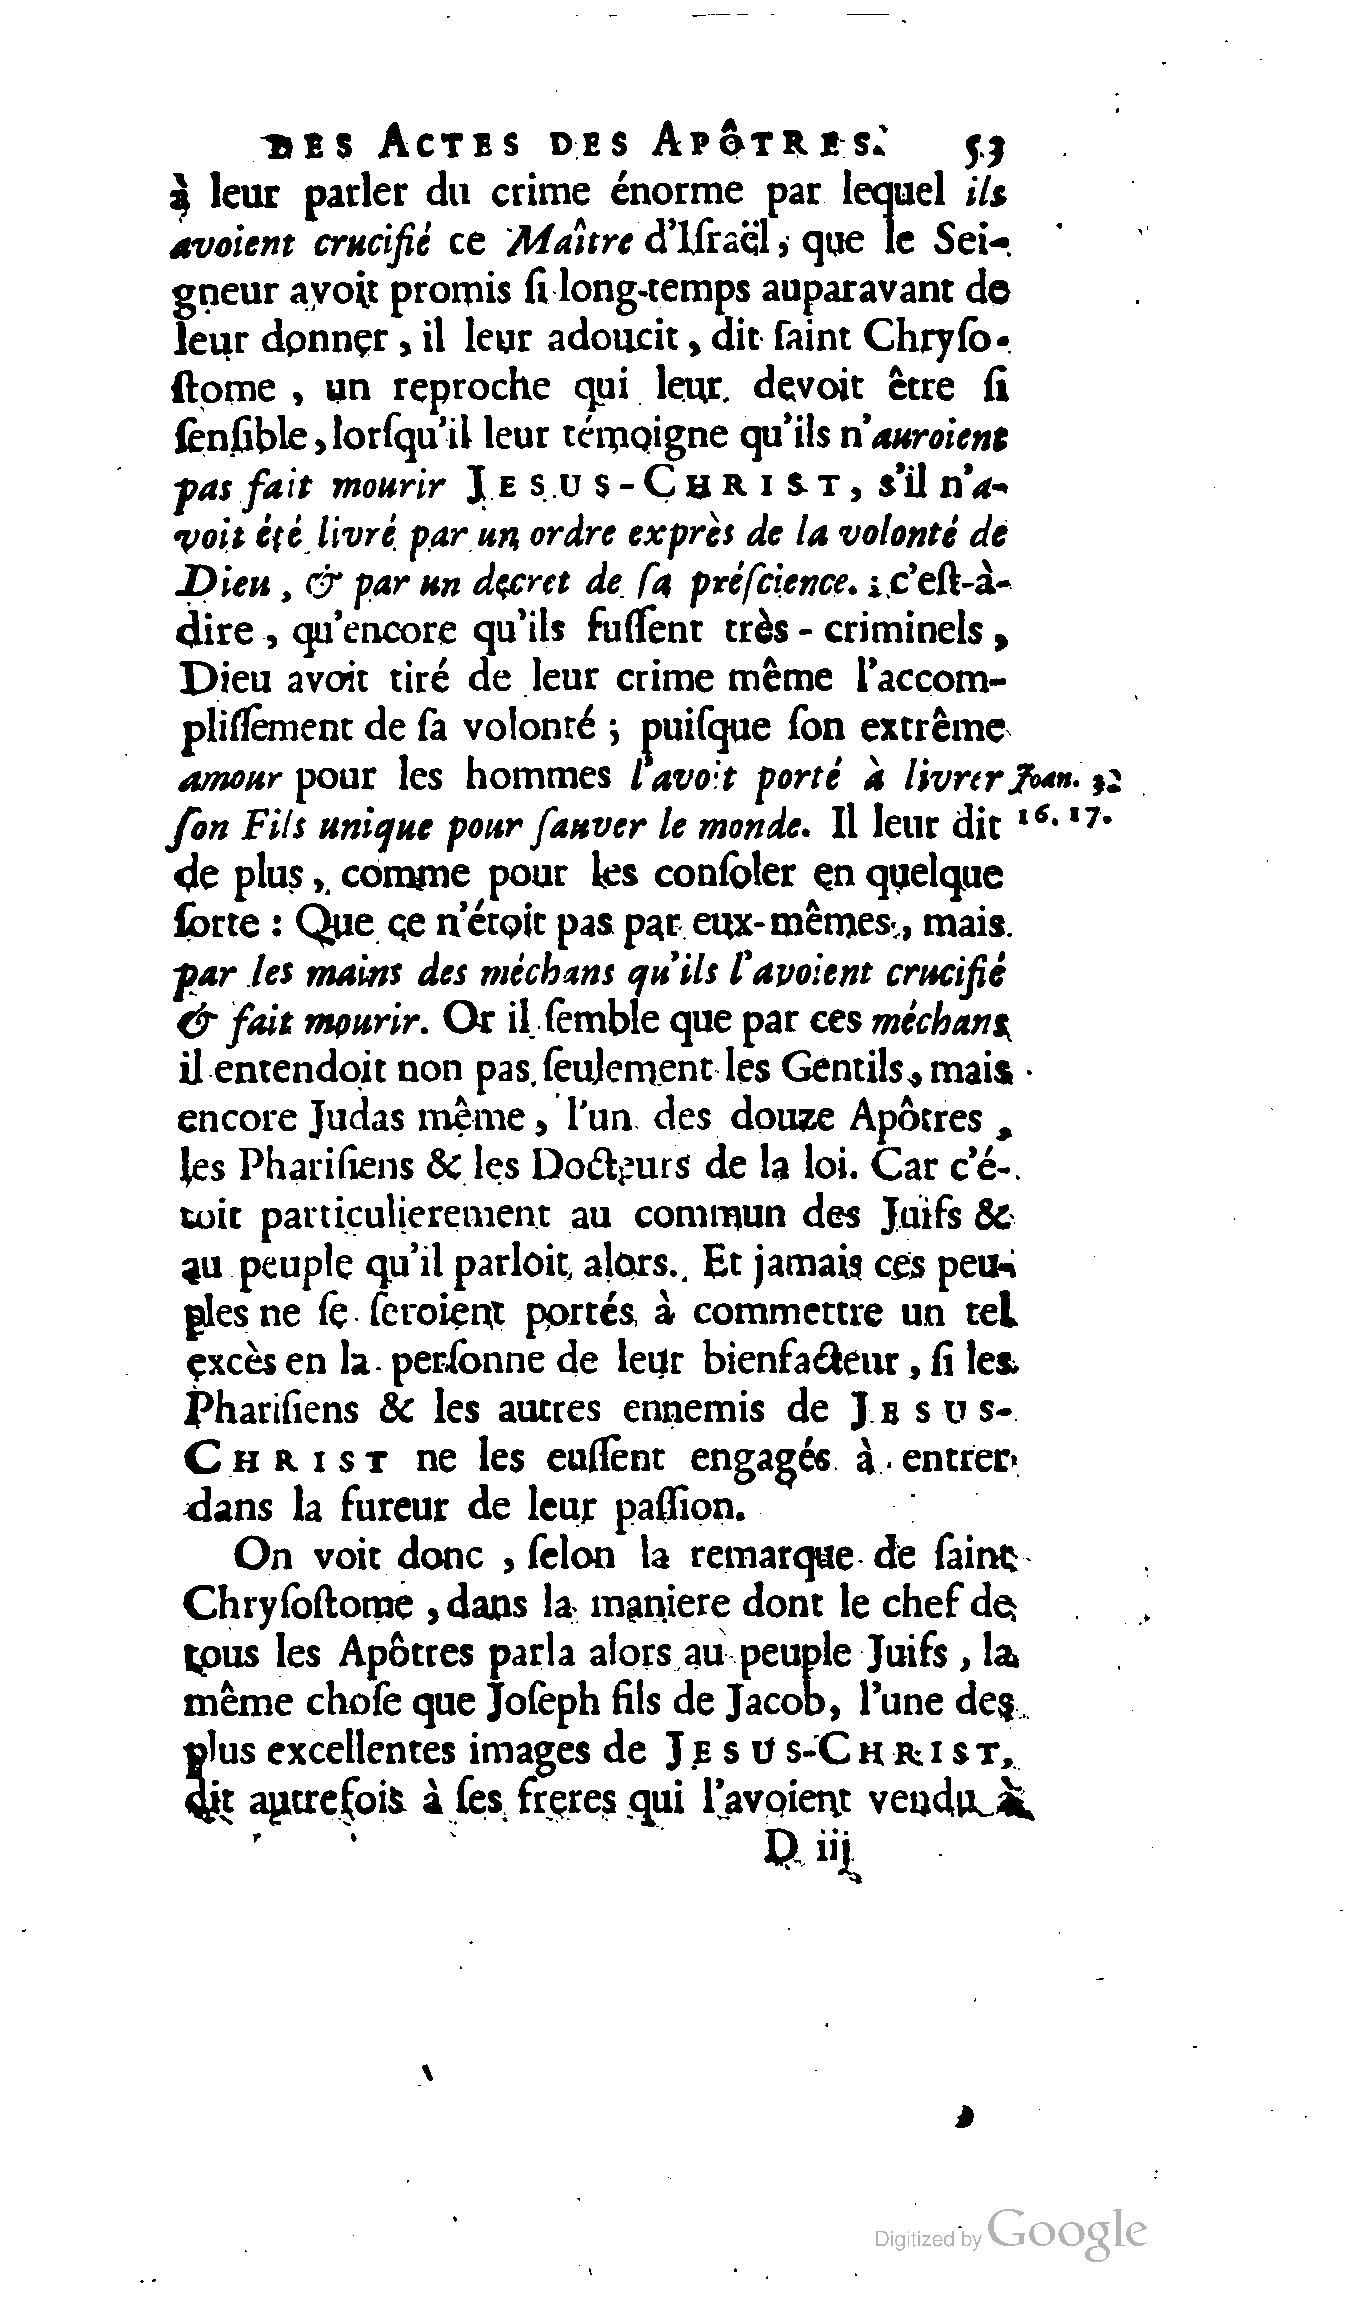 DES ACTES DES APÔTRES. 53
à leur parler du crime énorme par lequel ils
avoient crucifié ce Maître d'Iſraël, que le Sei-
gneur avoit promis ſi long-temps auparavant de
leur donner, il leur adoucit, dit ſaint Chryſo-
ſtome, un reproche qui leur devoit être ſi
ſenſible, lorſqu'il leur témoigne qu'ils n'auroient
pas fait mourir JESUS-CHRIST, s'il n'a-
voit été livré par un ordre exprès de la volonté de
Dieu, & par un decret de ſa préſcience ; c'eſt-à-
dire, qu'encore qu'ils fuſſent très-criminels,
Dieu avoit tiré de leur crime même l'accom-
pliſſement de ſa volonté ; puiſque ſon extrême
amour pour les hommes l'avoit porté à livrer
Joan. 3.
ſon Fils unique pour ſauver le monde. Il leur dit
16. 17.
de plus, comme pour les conſoler en quelque
ſorte : Que ce n'étoit pas par eux-mêmes, mais
par les mains des méchans qu'ils l'avoient crucifié
& fait mourir. Or il ſemble que par ces méchans
il entendoit non pas ſeulement les Gentils, mais
encore Judas même, l'un des douze Apôtres,
les Phariſiens & les Docteurs de la loi. Car c'é-
toit particulierement au commun des Juifs &
au peuple qu'il parloit alors. Et jamais ces peu-
ples ne ſe ſeroient portés à commettre un tel
excès en la perſonne de leur bienfacteur, ſi les
Phariſiens & les autres ennemis de JESUS-
CHRIST ne les euſſent engagés à entrer
dans la fureur de leur paſſion.
On voit donc, ſelon la remarque de ſaint
Chryſoſtome, dans la maniere dont le chef de
tous les Apôtres parla alors au peuple Juifs, la
même choſe que Joſeph fils de Jacob, l'une des
plus excellentes images de JESUS-CHRIST,
dit autrefois à ſes freres qui l'avoient vendu à
D iij
Digitized by Google